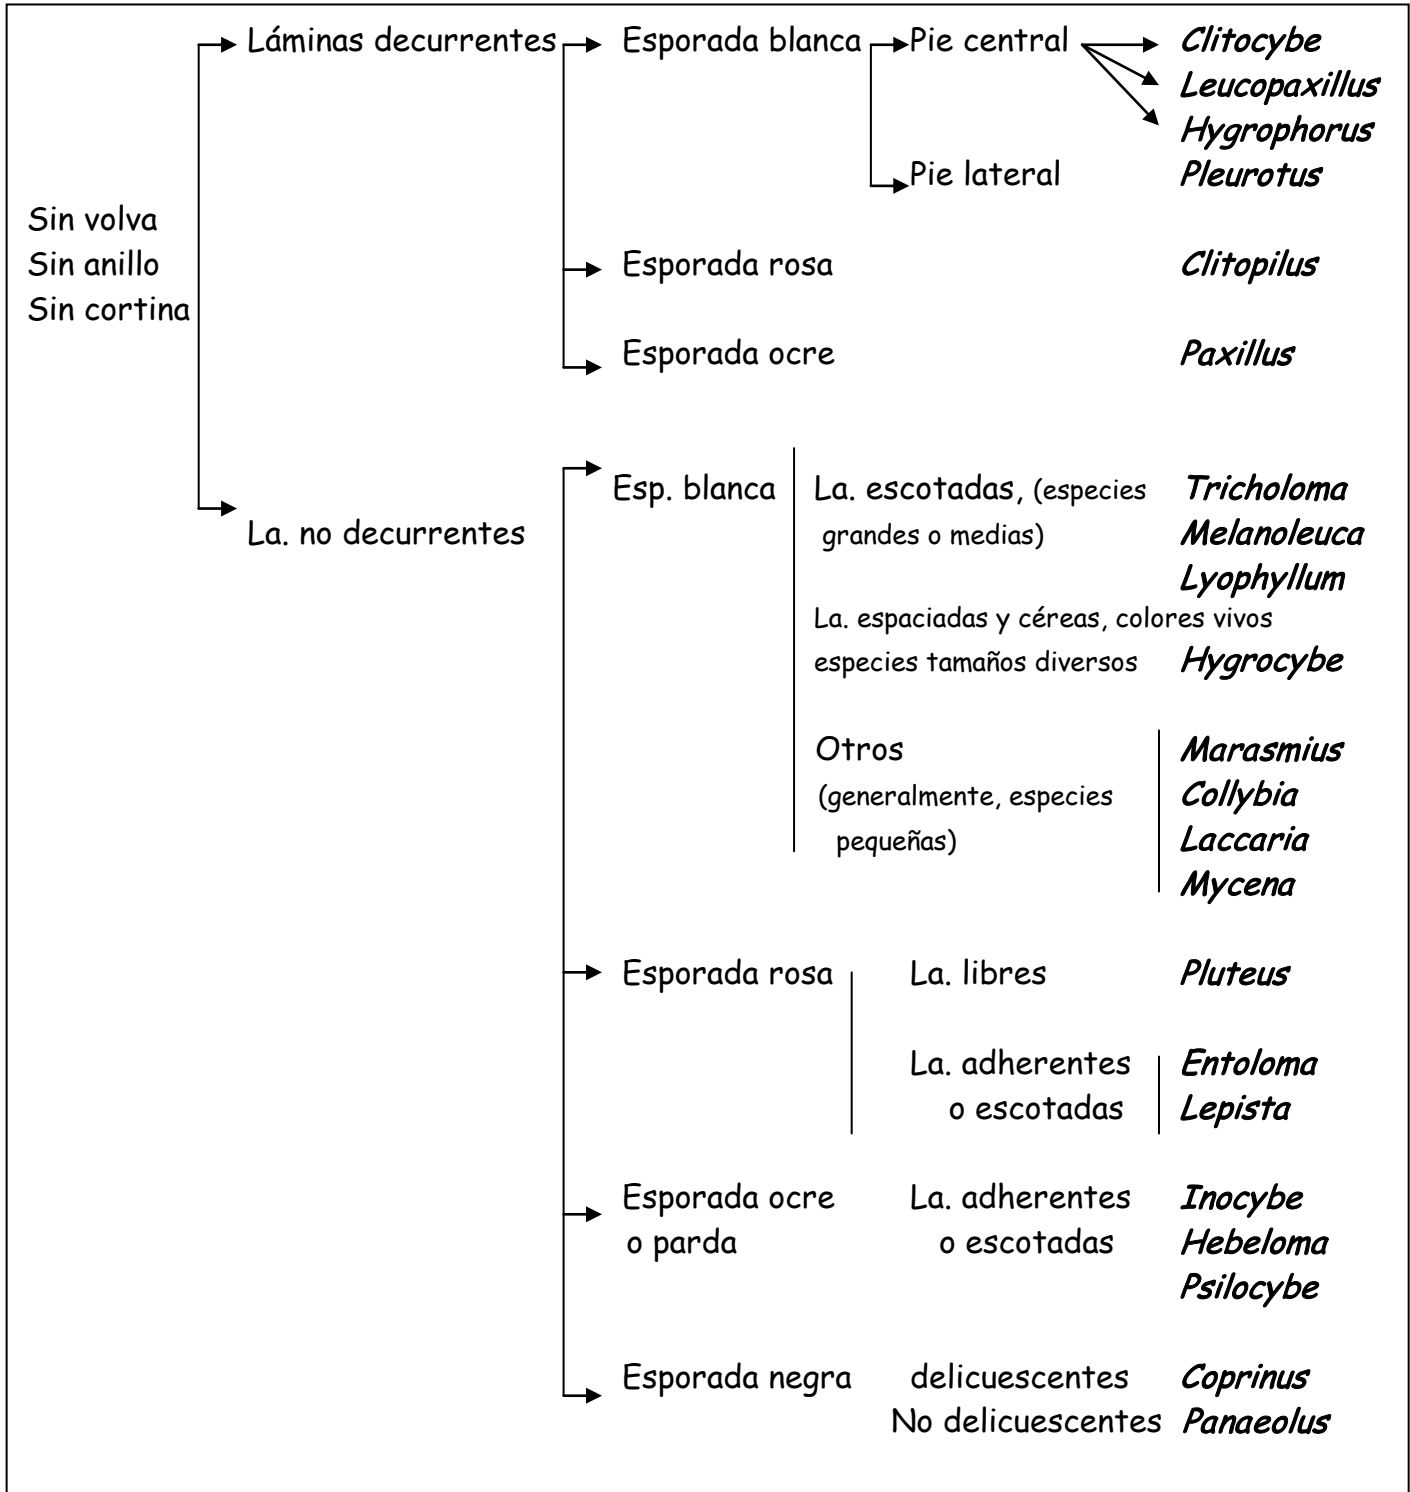 Láminas decurrentes Esporada blanca Pie central Clitocybe
Leucopaxillus
Hygrophorus
Pie lateral Pleurotus
Sin volva
Sin anillo Esporada rosa Clitopilus
Sin cortina
Esporada ocre Paxillus
Esp. blanca La. escotadas, (especies Tricholoma
La. no decurrentes grandes o medias) Melanoleuca
Lyophyllum
La. espaciadas y céreas, colores vivos
especies tamaños diversos Hygrocybe
Otros Marasmius
(generalmente, especies Collybia
pequeñas) Laccaria
Mycena
Esporada rosa La. libres Pluteus
La. adherentes Entoloma
o escotadas Lepista
Esporada ocre La. adherentes Inocybe
o parda o escotadas Hebeloma
Psilocybe
Esporada negra delicuescentes Coprinus
No delicuescentes Panaeolus